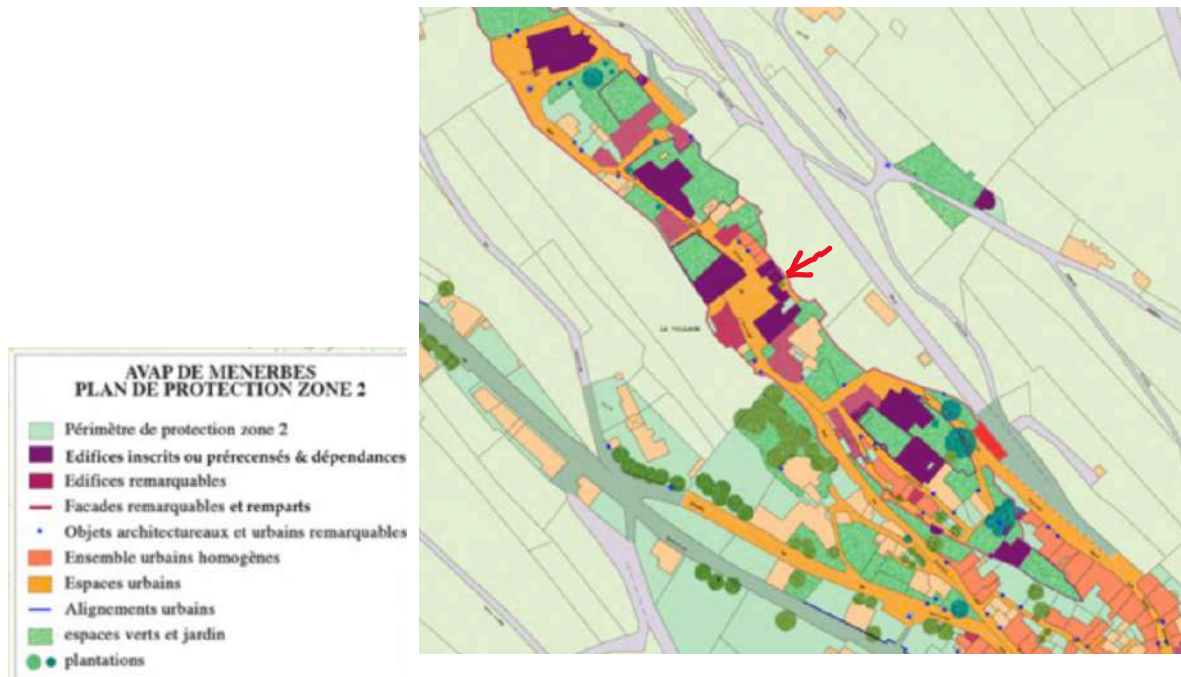 AVAP DE MENERBES
PLAN DE PROTECTION ZONE 2
Périmètre de protection zone 2
Edifices inscrits ou prérecensés & dépendances
Edifices remarquables
Facades remarquables et remparts
Objets architectureaux et urbains remarquables
Ensemble urbains homogènes
Espaces urbains
Alignements urbains
espaces verts et jardin
plantations
LE VILLAGE